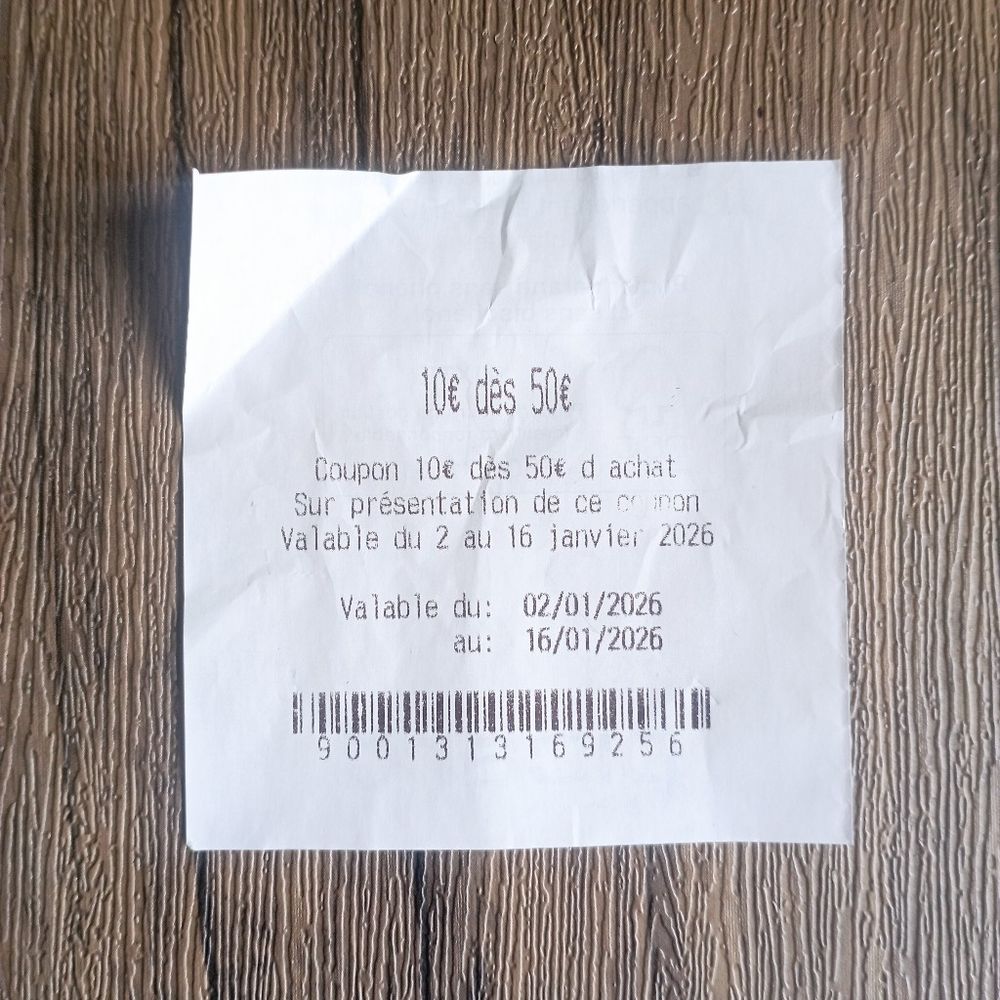 10€ dès 50€
Coupon 10€ dès 50€ d achat
Sur présentation de ce coupon
Valable du 2 au 16 janvier 2026
Valable du: 02/01/2026
au: 16/01/2026
9001313169256